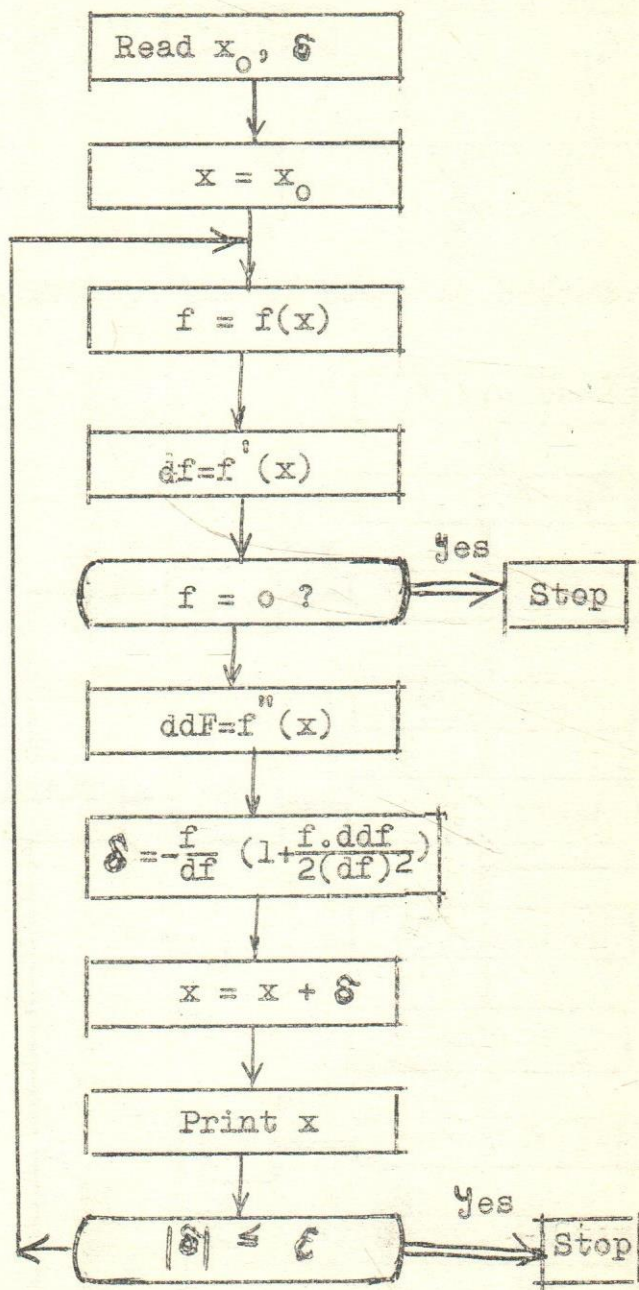 Read x₀, δ
x = x₀
f = f(x)
df=f'(x)
f = o ?
yes
Stop
ddF=f"(x)
δ =-f/df (1+f.ddf/2(df)2)
x = x + δ
Print x
|δ| ≤ ε
yes
Stop